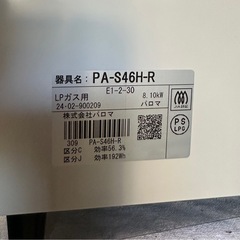 器具名: PA-S46H-R
E1-2-30
LPガス用 8.10kW
24-02-900209 パロマ
株式会社パロマ
PA-S46H-R
309
区分C 効率56.3%
区分J 効率192Wh
PS
LPG